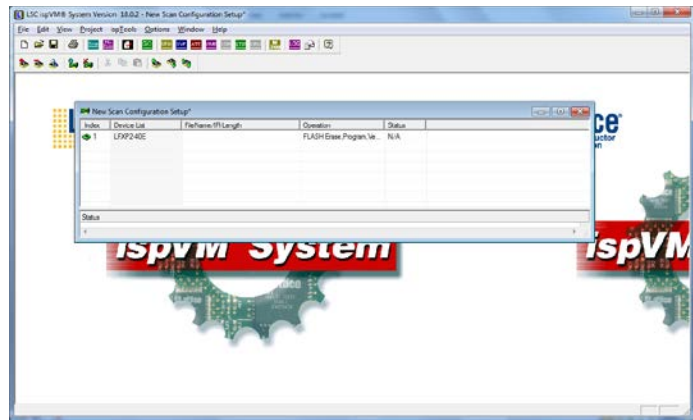 LSC ispVM® System Version 18.0.2 - New Scan Configuration Setup*
File Edit View Project ispTools Options Window Help
New Scan Configuration Setup*
Index Device List FileName/IR-Length Operation Status
1 LFXP2-40E FLASH Erase,Program,Ve... N/A
Status
ispVM System
ispVM